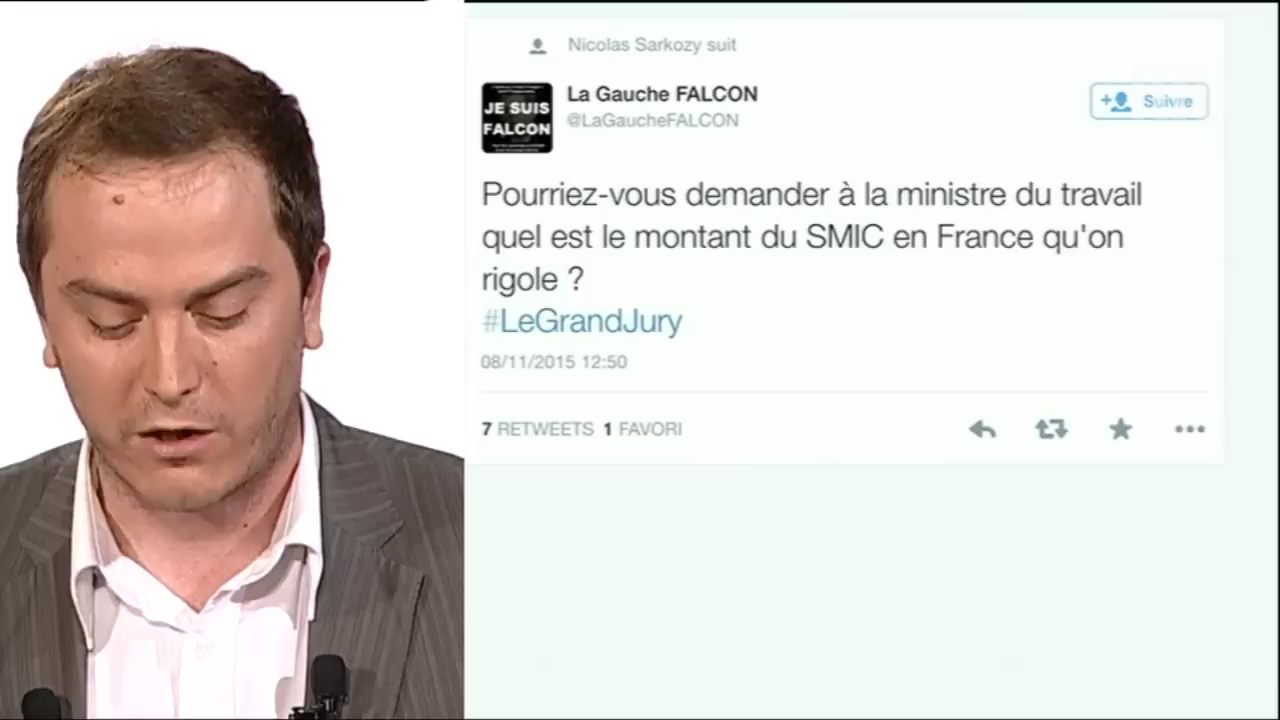 Nicolas Sarkozy suit
La Gauche FALCON
@LaGaucheFALCON
JE SUIS
FALCON
Suivre
Pourriez-vous demander à la ministre du travail
quel est le montant du SMIC en France qu'on
rigole ?
#LeGrandJury
08/11/2015 12:50
7 RETWEETS 1 FAVORI